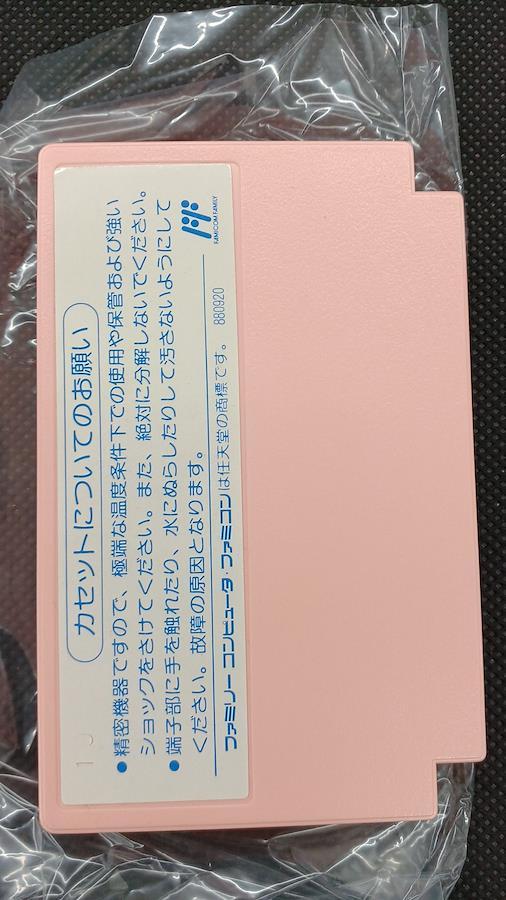 カセットについてのお願い
●精密機器ですので、極端な温度条件下での使用や保管および強い
ショックをさけてください。また、絶対に分解しないでください。
●端子部に手を触れたり、水にぬらしたりして汚さないようにして
ください。故障の原因となります。
FAMICOM FAMILY
ファミリー コンピュータ・ファミコンは任天堂の商標です。 880920